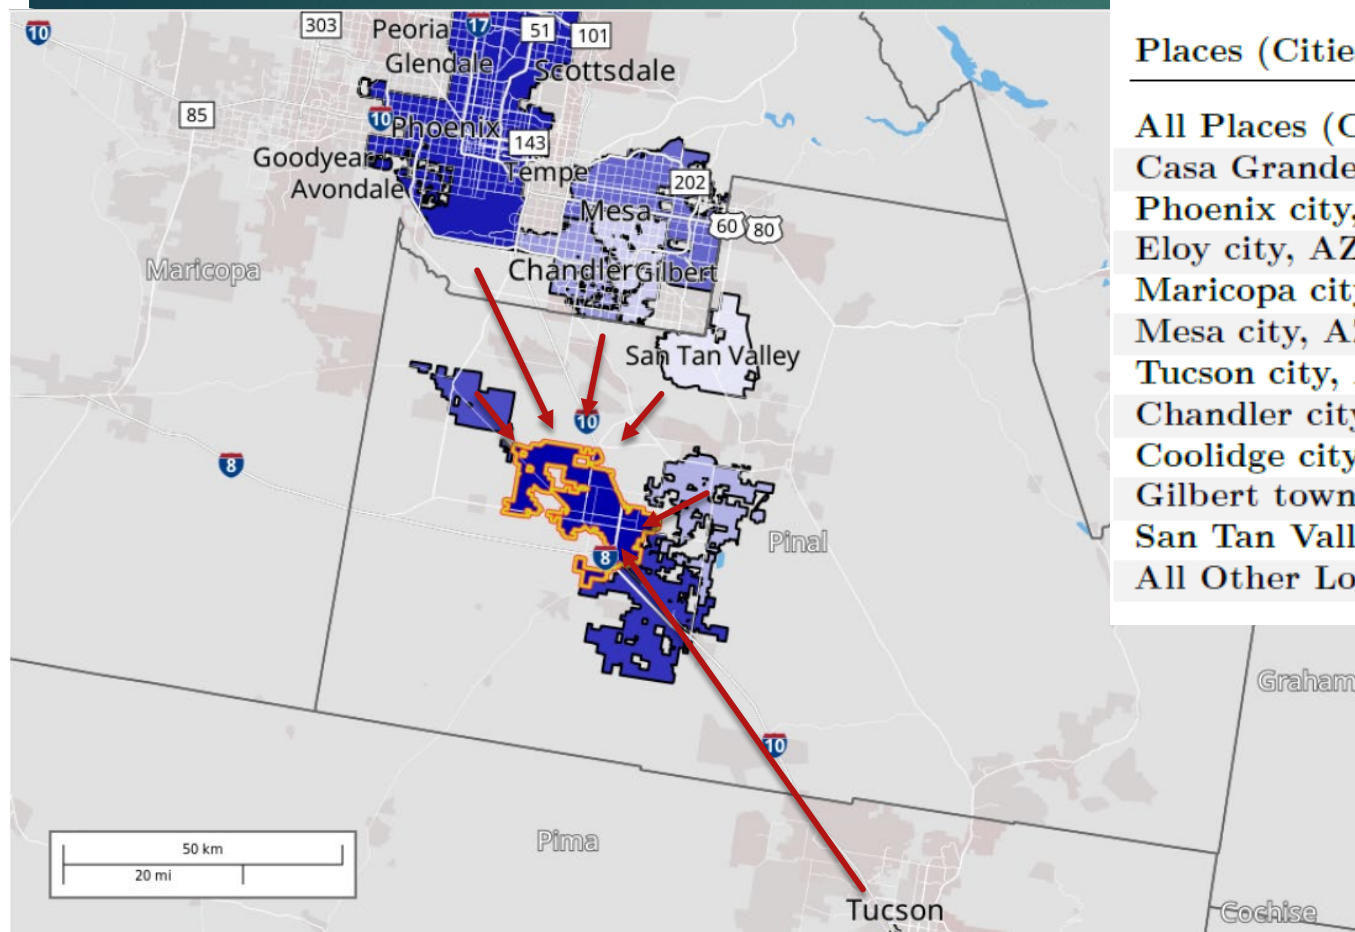 10
303
Peoria
17
51
101
Glendale
Scottsdale
85
10
Phoenix
143
Goodyear
Avondale
Tempe
202
Mesa
60
80
Maricopa
Chandler
Gilbert
San Tan Valley
10
8
Pinal
8
10
Graham
50 km
20 mi
Pima
Tucson
Cochise
Places (Citie
All Places (C
Casa Grande
Phoenix city,
Eloy city, AZ
Maricopa city
Mesa city, AZ
Tucson city,
Chandler city
Coolidge city
Gilbert town
San Tan Vall
All Other Lo